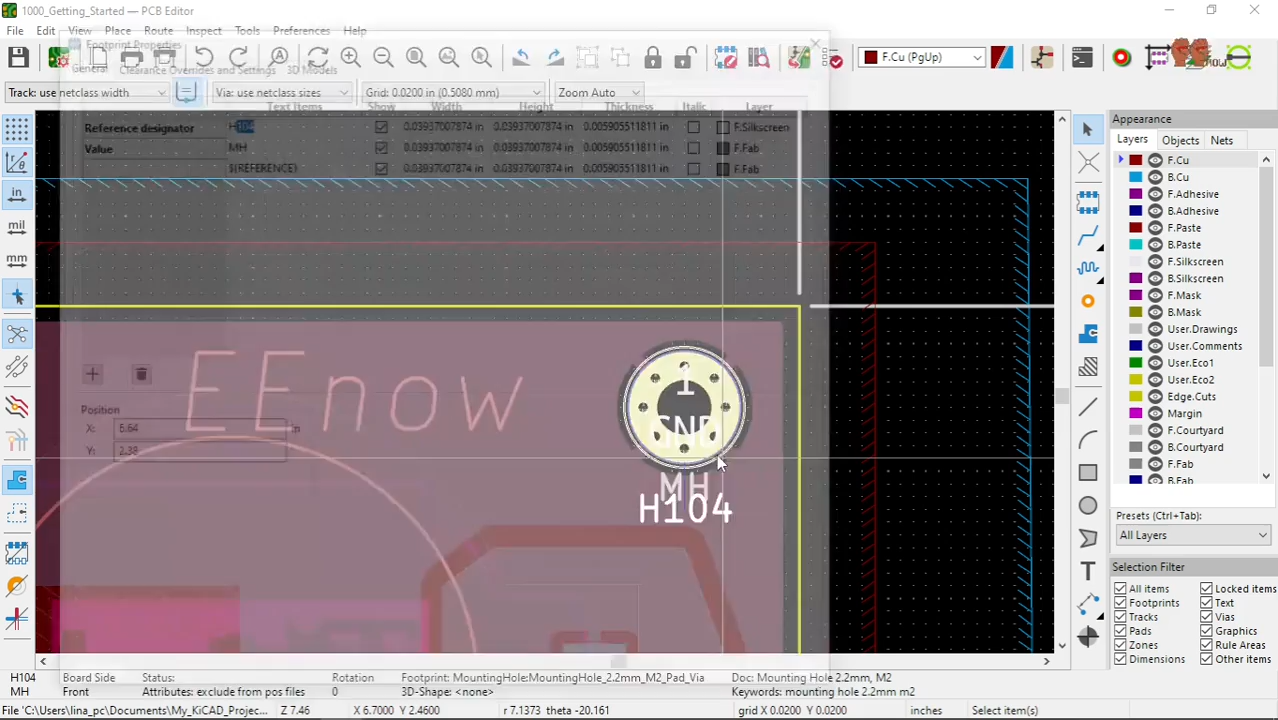 1000_Getting_Started — PCB Editor
File Edit View Place Route Inspect Tools Preferences Help
Footprint Properties
General Clearance Overrides and Settings 3D Models
F.Cu (PgUp)
now
Track: use netclass width
Via: use netclass sizes
Grid: 0.0200 in (0.5080 mm)
Zoom Auto
Text Items Show Width Height Thickness Italic Layer
Reference designator H104 0.03937007874 in 0.03937007874 in 0.005905511811 in F.Silkscreen
Value MH 0.03937007874 in 0.03937007874 in 0.005905511811 in F.Fab
${REFERENCE} 0.03937007874 in 0.03937007874 in 0.005905511811 in F.Fab
in
mil
mm
EEnow
1
GND
MH
H104
Position
X: 6.64 in
Y: 2.38
Appearance
Layers Objects Nets
F.Cu
B.Cu
F.Adhesive
B.Adhesive
F.Paste
B.Paste
F.Silkscreen
B.Silkscreen
F.Mask
B.Mask
User.Drawings
User.Comments
User.Eco1
User.Eco2
Edge.Cuts
Margin
F.Courtyard
B.Courtyard
F.Fab
B.Fab
Presets (Ctrl+Tab):
All Layers
Selection Filter
All items Locked items
Footprints Text
Tracks Vias
Pads Graphics
Zones Rule Areas
Dimensions Other items
H104 Board Side Rotation Footprint: MountingHole:MountingHole_2.2mm_M2_Pad_Via Doc: Mounting Hole 2.2mm, M2
MH Front Attributes: exclude from pos files 0 3D-Shape: <none> Keywords: mounting hole 2.2mm m2
File 'C:\Users\lina_pc\Documents\My_KiCAD_Projec... Z 7.46 X 6.7000 Y 2.4600 r 7.1373 theta -20.161 grid X 0.0200 Y 0.0200 inches Select item(s)